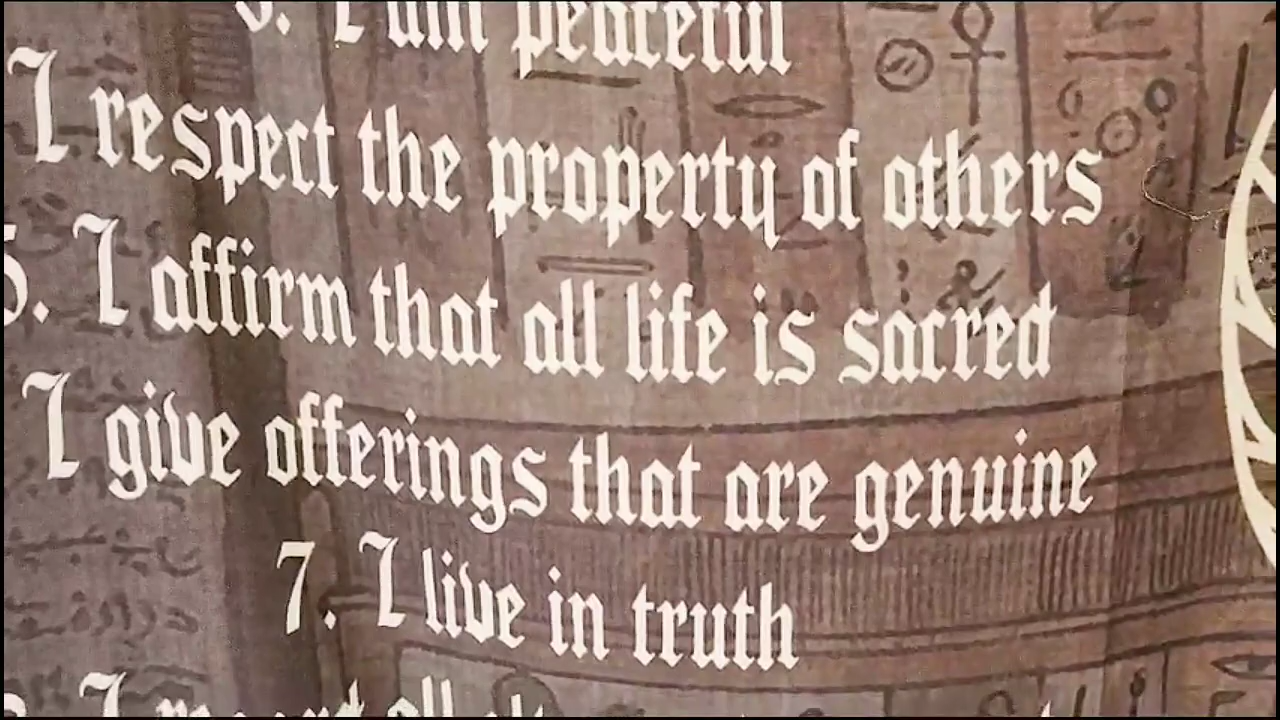 3. I am peaceful
I respect the property of others
5. I affirm that all life is sacred
I give offerings that are genuine
7. I live in truth